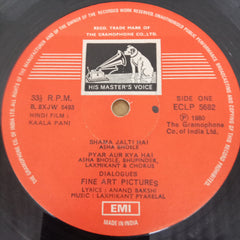 REGD. TRADE MARK OF
THE GRAMOPHONE CO. LTD.
HIS MASTER'S VOICE
33⅓ R.P.M.
B. 8XJW. 5493
HINDI FILM :
KAALA PANI
SIDE ONE
ECLP 5682
℗ 1980
The Gramophone
Co. of India Ltd.
SHAMA JALTI HAI
ASHA BHOSLE
PYAR AUR KYA HAI
ASHA BHOSLE, BHUPINDER,
LAXMIKANT & CHORUS
DIALOGUES
FINE ART PICTURES
LYRICS : ANAND BAKSHI
MUSIC : LAXMIKANT PYARELAL
EMI
MADE IN INDIA